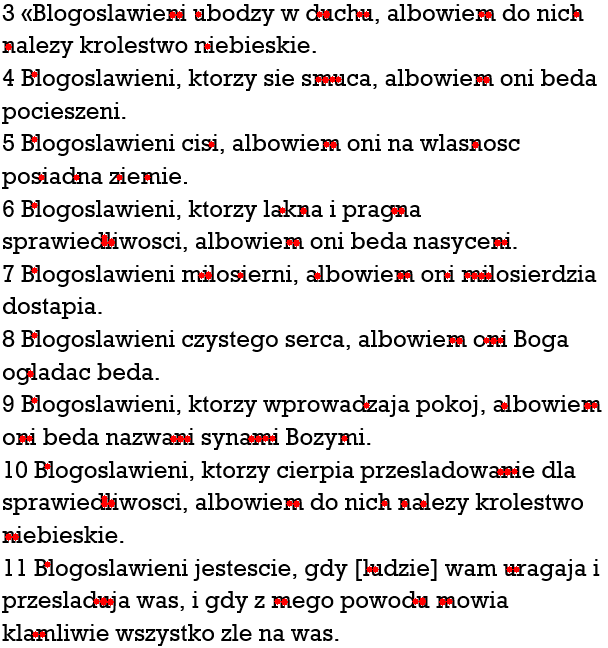 3 «Blogoslawieni ubodzy w duchu, albowiem do nich
nalezy krolestwo niebieskie.
4 Blogoslawieni, ktorzy sie smuca, albowiem oni beda
pocieszeni.
5 Blogoslawieni cisi, albowiem oni na wlasnosc
posiadna ziemie.
6 Blogoslawieni, ktorzy lakna i pragna
sprawiedliwosci, albowiem oni beda nasyceni.
7 Blogoslawieni milosierni, albowiem oni milosierdzia
dostapia.
8 Blogoslawieni czystego serca, albowiem oni Boga
ogladac beda.
9 Blogoslawieni, ktorzy wprowadzaja pokoj, albowiem
oni beda nazwani synami Bozymi.
10 Blogoslawieni, ktorzy cierpia przesladowanie dla
sprawiedliwosci, albowiem do nich nalezy krolestwo
niebieskie.
11 Blogoslawieni jestescie, gdy [ludzie] wam uragaja i
przesladuja was, i gdy z mego powodu mowia
klamliwie wszystko zle na was.